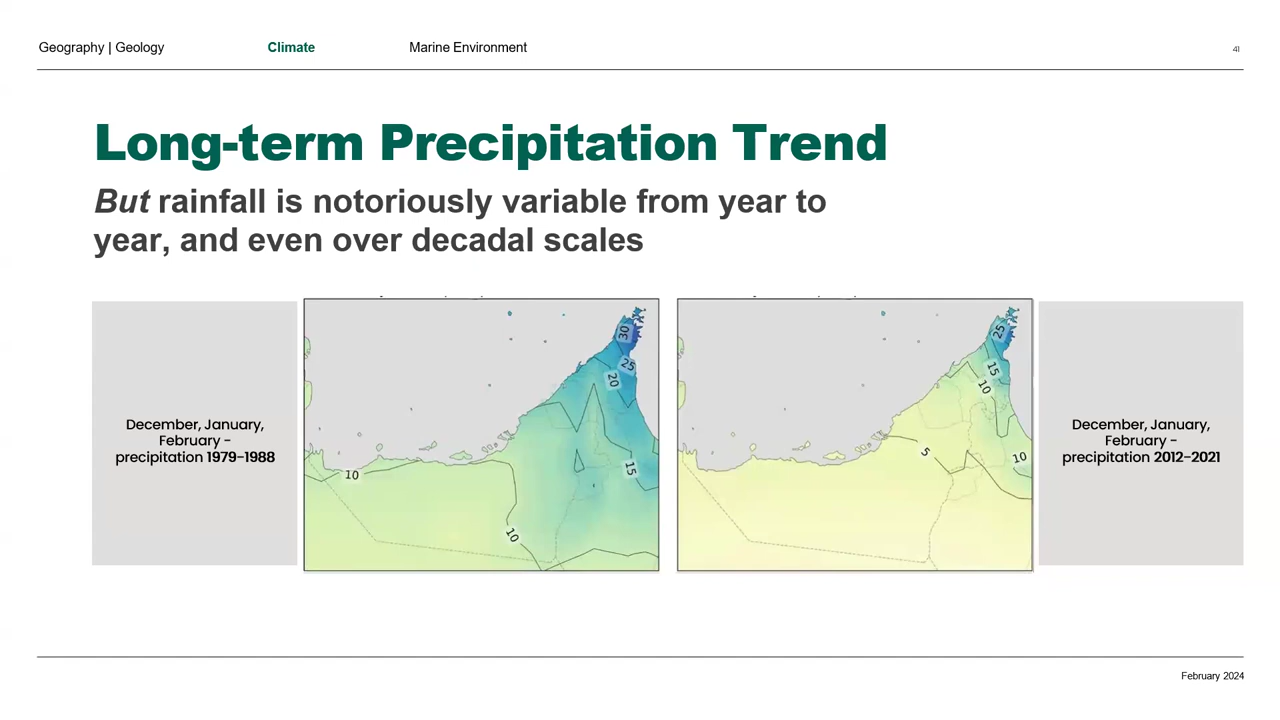 Geography | Geology
Climate
Marine Environment
41
Long-term Precipitation Trend
But rainfall is notoriously variable from year to
year, and even over decadal scales
December, January,
February -
precipitation 1979-1988
30
25
20
15
10
10
25
15
10
5
10
December, January,
February -
precipitation 2012-2021
February 2024